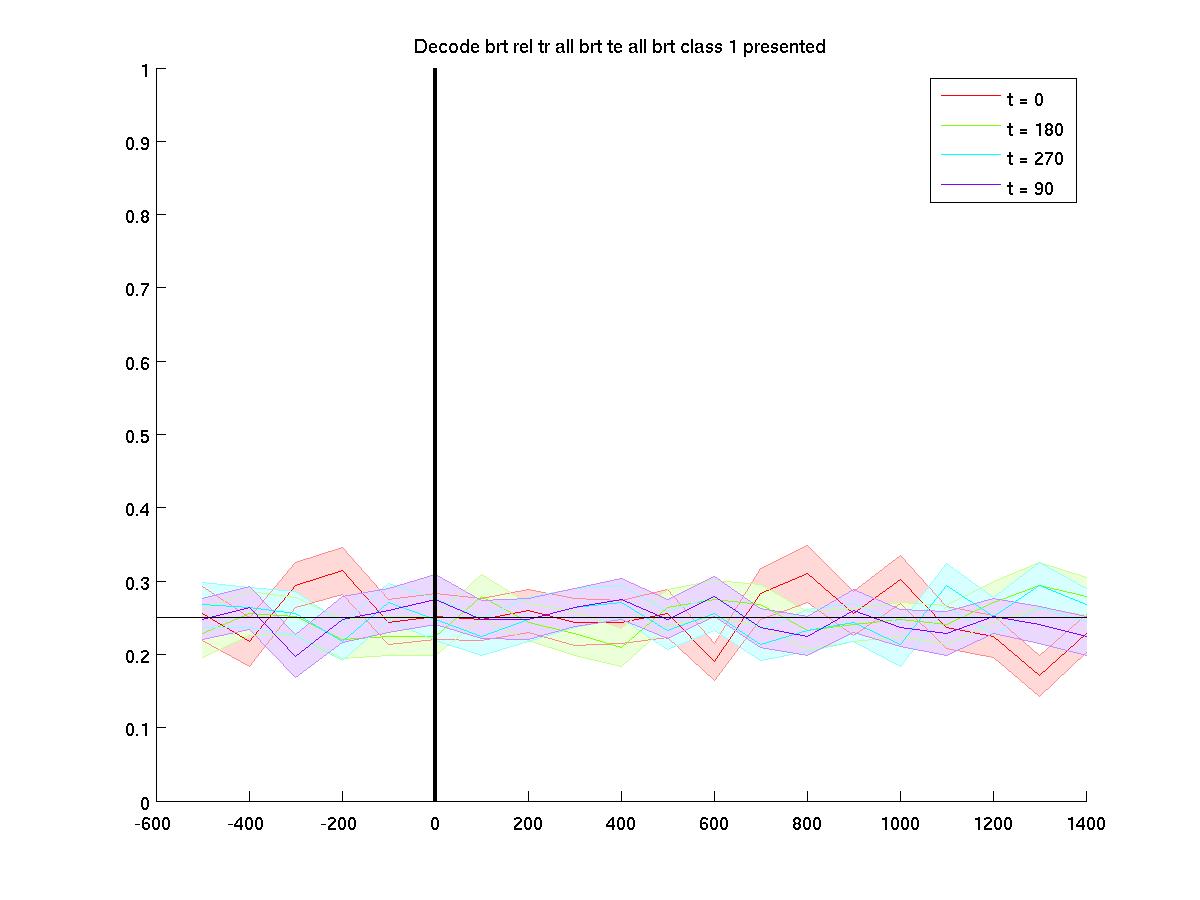 Decode brt rel tr all brt te all brt class 1 presented
1
0.9
0.8
0.7
0.6
0.5
0.4
0.3
0.2
0.1
0
-600 -400 -200 0 200 400 600 800 1000 1200 1400
t = 0
t = 180
t = 270
t = 90